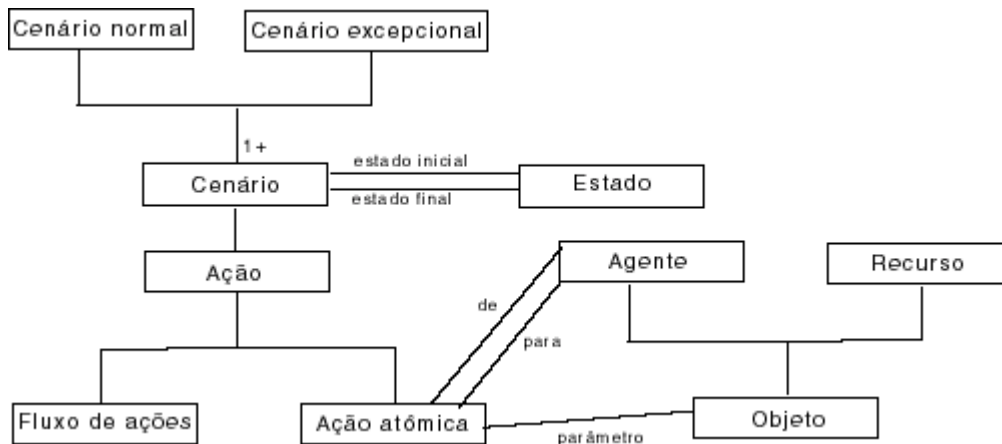 Cenário normal
Cenário excepcional
1+
estado inicial
Cenário
Estado
estado final
Agente
Recurso
Ação
de
para
Fluxo de ações
Ação atômica
Objeto
parâmetro